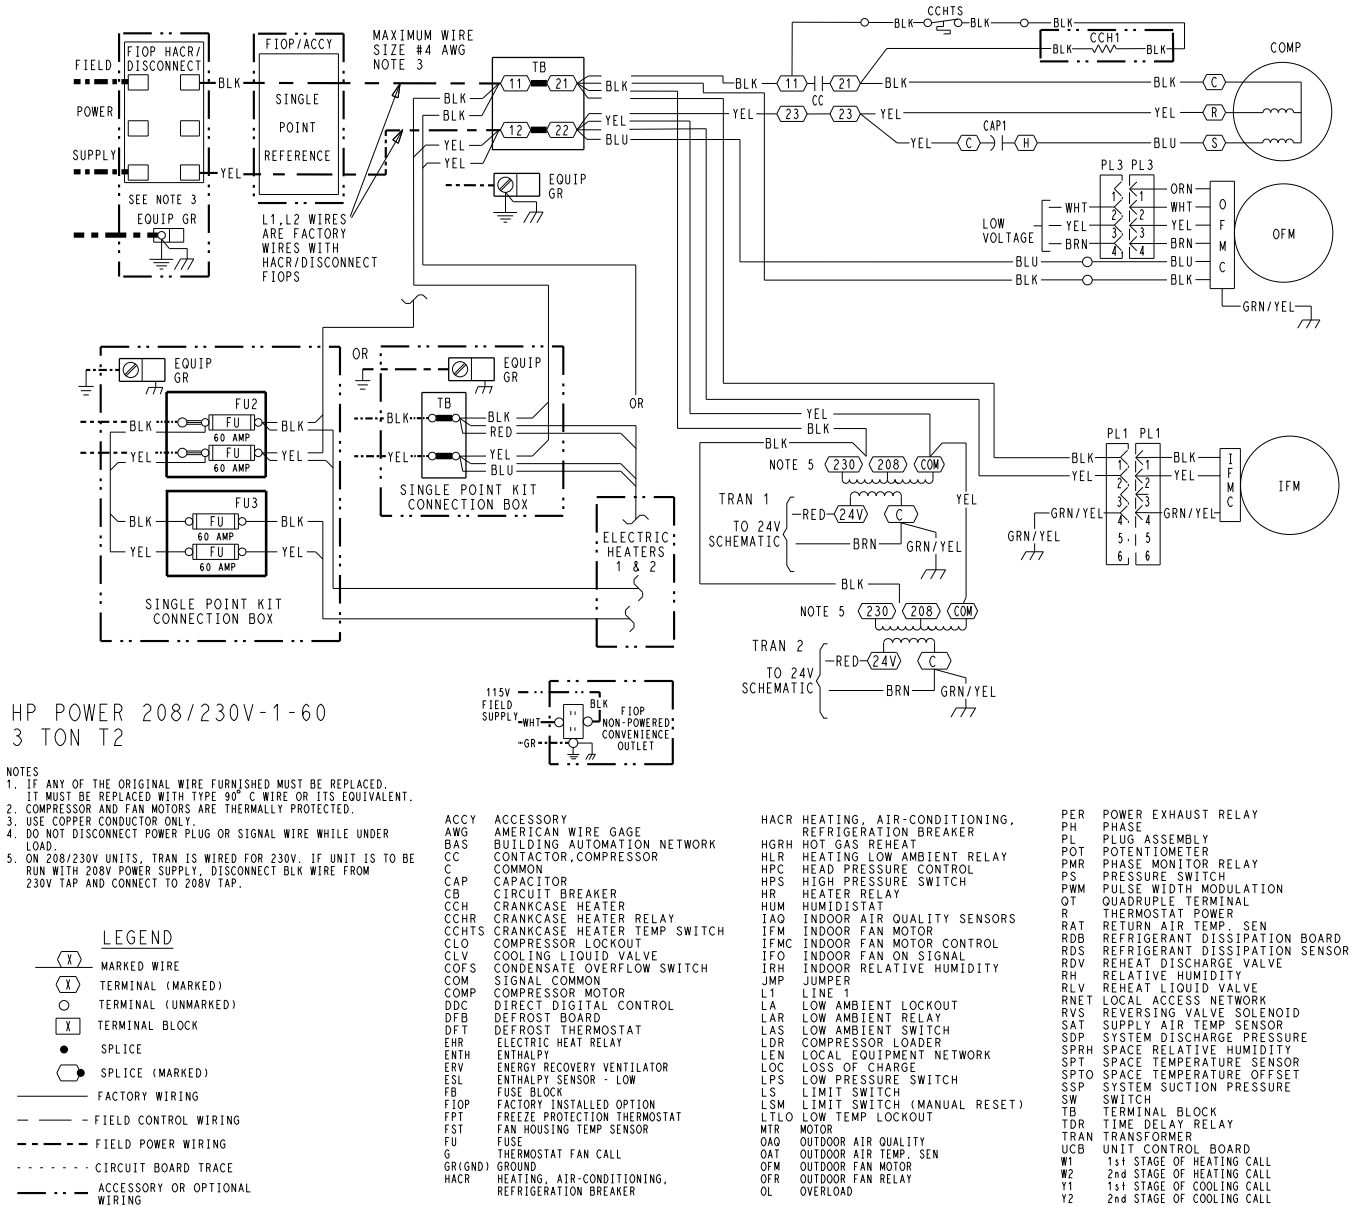 CCHTS
BLK
BLK
BLK
CCH1
BLK
BLK
COMP
FIELD
POWER
SUPPLY
FIOP HACR/
DISCONNECT
SEE NOTE 3
EQUIP GR
BLK
YEL
FIOP/ACCY
SINGLE
POINT
REFERENCE
MAXIMUM WIRE
SIZE #4 AWG
NOTE 3
L1,L2 WIRES
ARE FACTORY
WIRES WITH
HACR/DISCONNECT
FIOPS
TB
11
21
12
22
BLK
BLK
YEL
YEL
BLK
YEL
BLU
EQUIP
GR
BLK
11
21
CC
BLK
C
YEL
23
23
YEL
R
YEL
C
CAP1
H
BLU
S
PL3 PL3
LOW
VOLTAGE
WHT
YEL
BRN
1
2
3
4
1
2
3
4
ORN
WHT
YEL
BRN
BLU
BLU
BLK
BLK
O
F
M
C
OFM
GRN/YEL
EQUIP
GR
FU2
BLK
FU
BLK
60 AMP
YEL
FU
YEL
60 AMP
FU3
BLK
FU
BLK
60 AMP
YEL
FU
YEL
60 AMP
SINGLE POINT KIT
CONNECTION BOX
OR
EQUIP
GR
TB
BLK
BLK
RED
YEL
YEL
BLU
SINGLE POINT KIT
CONNECTION BOX
OR
ELECTRIC
HEATERS
1 & 2
YEL
BLK
BLK
NOTE 5
230
208
COM
TRAN 1
TO 24V
SCHEMATIC
RED
24V
C
BRN
GRN/YEL
YEL
BLK
NOTE 5
230
208
COM
TRAN 2
TO 24V
SCHEMATIC
RED
24V
C
BRN
GRN/YEL
PL1 PL1
BLK
YEL
GRN/YEL
GRN/YEL
1
2
3
4
5
6
1
2
3
4
5
6
BLK
YEL
GRN/YEL
I
F
M
C
IFM
115V
FIELD
SUPPLY
WHT
GR
BLK
FIOP
NON-POWERED
CONVENIENCE
OUTLET
HP POWER 208/230V-1-60
3 TON T2
NOTES
1. IF ANY OF THE ORIGINAL WIRE FURNISHED MUST BE REPLACED.
IT MUST BE REPLACED WITH TYPE 90° C WIRE OR ITS EQUIVALENT.
2. COMPRESSOR AND FAN MOTORS ARE THERMALLY PROTECTED.
3. USE COPPER CONDUCTOR ONLY.
4. DO NOT DISCONNECT POWER PLUG OR SIGNAL WIRE WHILE UNDER
LOAD.
5. ON 208/230V UNITS, TRAN IS WIRED FOR 230V. IF UNIT IS TO BE
RUN WITH 208V POWER SUPPLY, DISCONNECT BLK WIRE FROM
230V TAP AND CONNECT TO 208V TAP.
LEGEND
X MARKED WIRE
X TERMINAL (MARKED)
TERMINAL (UNMARKED)
X TERMINAL BLOCK
SPLICE
SPLICE (MARKED)
FACTORY WIRING
FIELD CONTROL WIRING
FIELD POWER WIRING
CIRCUIT BOARD TRACE
ACCESSORY OR OPTIONAL
WIRING
ACCY ACCESSORY
AWG AMERICAN WIRE GAGE
BAS BUILDING AUTOMATION NETWORK
CC CONTACTOR,COMPRESSOR
C COMMON
CAP CAPACITOR
CB CIRCUIT BREAKER
CCH CRANKCASE HEATER
CCHR CRANKCASE HEATER RELAY
CCHTS CRANKCASE HEATER TEMP SWITCH
CLO COMPRESSOR LOCKOUT
CLV COOLING LIQUID VALVE
COFS CONDENSATE OVERFLOW SWITCH
COM SIGNAL COMMON
COMP COMPRESSOR MOTOR
DDC DIRECT DIGITAL CONTROL
DFB DEFROST BOARD
DFT DEFROST THERMOSTAT
EHR ELECTRIC HEAT RELAY
ENTH ENTHALPY
ERV ENERGY RECOVERY VENTILATOR
ESL ENTHALPY SENSOR - LOW
FB FUSE BLOCK
FIOP FACTORY INSTALLED OPTION
FPT FREEZE PROTECTION THERMOSTAT
FST FAN HOUSING TEMP SENSOR
FU FUSE
G THERMOSTAT FAN CALL
GR(GND) GROUND
HACR HEATING, AIR-CONDITIONING,
REFRIGERATION BREAKER
HACR HEATING, AIR-CONDITIONING,
REFRIGERATION BREAKER
HGRH HOT GAS REHEAT
HLR HEATING LOW AMBIENT RELAY
HPC HEAD PRESSURE CONTROL
HPS HIGH PRESSURE SWITCH
HR HEATER RELAY
HUM HUMIDISTAT
IAQ INDOOR AIR QUALITY SENSORS
IFM INDOOR FAN MOTOR
IFMC INDOOR FAN MOTOR CONTROL
IFO INDOOR FAN ON SIGNAL
IRH INDOOR RELATIVE HUMIDITY
JMP JUMPER
L1 LINE 1
LA LOW AMBIENT LOCKOUT
LAR LOW AMBIENT RELAY
LAS LOW AMBIENT SWITCH
LDR COMPRESSOR LOADER
LEN LOCAL EQUIPMENT NETWORK
LOC LOSS OF CHARGE
LPS LOW PRESSURE SWITCH
LS LIMIT SWITCH
LSM LIMIT SWITCH (MANUAL RESET)
LTLO LOW TEMP LOCKOUT
MTR MOTOR
OAQ OUTDOOR AIR QUALITY
OAT OUTDOOR AIR TEMP. SEN
OFM OUTDOOR FAN MOTOR
OFR OUTDOOR FAN RELAY
OL OVERLOAD
PER POWER EXHAUST RELAY
PH PHASE
PL PLUG ASSEMBLY
POT POTENTIOMETER
PMR PHASE MONITOR RELAY
PS PRESSURE SWITCH
PWM PULSE WIDTH MODULATION
QT QUADRUPLE TERMINAL
R THERMOSTAT POWER
RAT RETURN AIR TEMP. SEN
RDB REFRIGERANT DISSIPATION BOARD
RDS REFRIGERANT DISSIPATION SENSOR
RDV REHEAT DISCHARGE VALVE
RH RELATIVE HUMIDITY
RLV REHEAT LIQUID VALVE
RNET LOCAL ACCESS NETWORK
RVS REVERSING VALVE SOLENOID
SAT SUPPLY AIR TEMP SENSOR
SDP SYSTEM DISCHARGE PRESSURE
SPRH SPACE RELATIVE HUMIDITY
SPT SPACE TEMPERATURE SENSOR
SPTO SPACE TEMPERATURE OFFSET
SSP SYSTEM SUCTION PRESSURE
SW SWITCH
TB TERMINAL BLOCK
TDR TIME DELAY RELAY
TRAN TRANSFORMER
UCB UNIT CONTROL BOARD
W1 1st STAGE OF HEATING CALL
W2 2nd STAGE OF HEATING CALL
Y1 1st STAGE OF COOLING CALL
Y2 2nd STAGE OF COOLING CALL